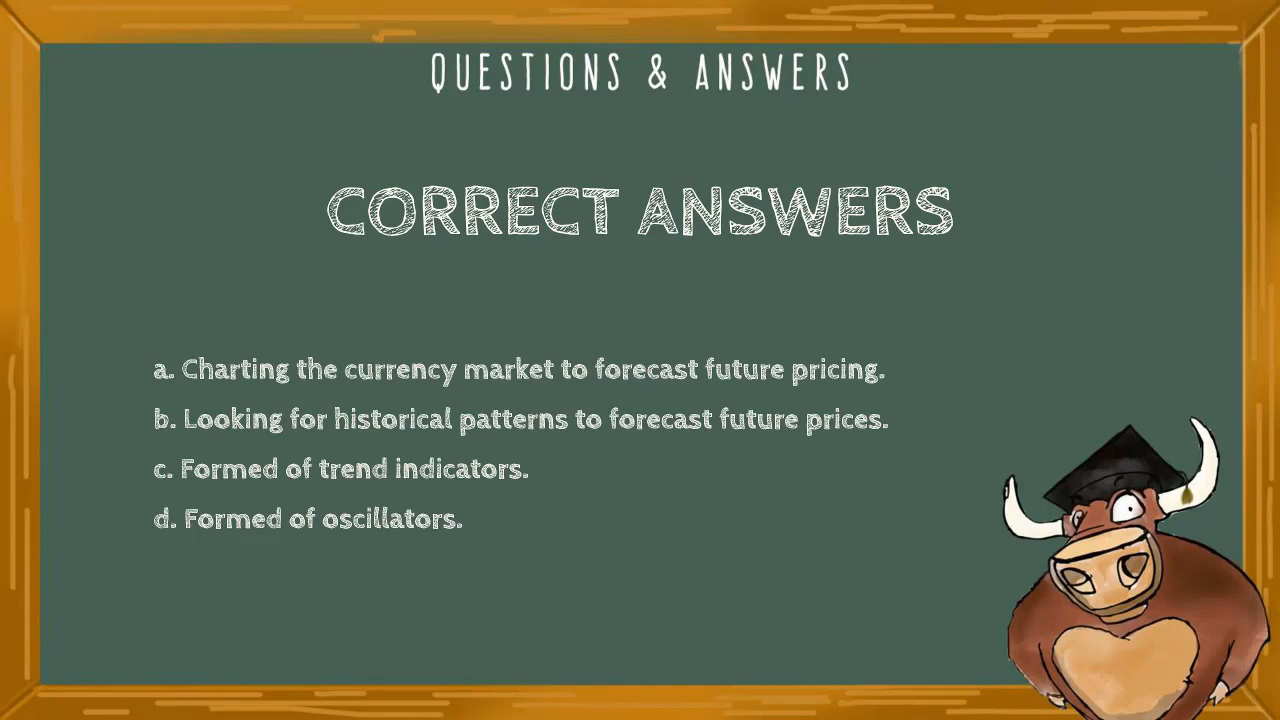 QUESTIONS & ANSWERS
CORRECT ANSWERS
a. Charting the currency market to forecast future pricing.
b. Looking for historical patterns to forecast future prices.
c. Formed of trend indicators.
d. Formed of oscillators.